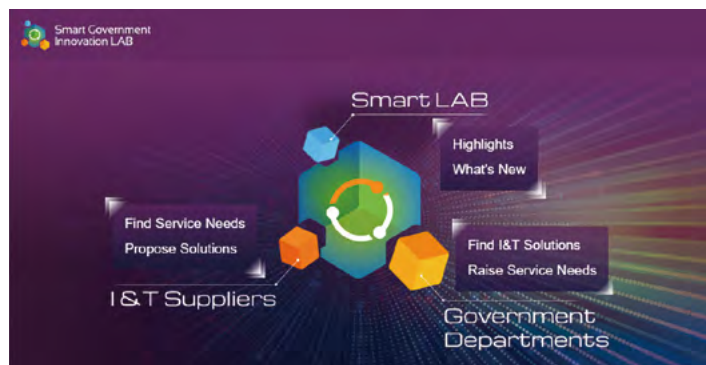 Smart Government
Innovation LAB
Smart LAB
Highlights
What's New
Find Service Needs
Propose Solutions
I & T Suppliers
Find I&T Solutions
Raise Service Needs
Government
Departments